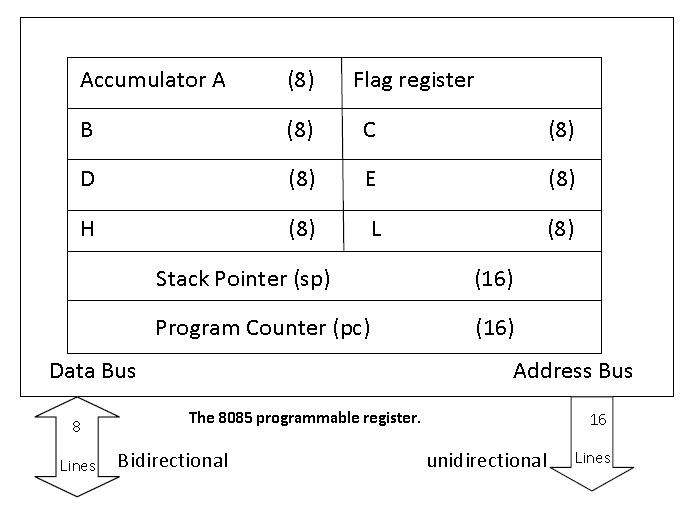 Accumulator A (8) Flag register
B (8) C (8)
D (8) E (8)
H (8) L (8)
Stack Pointer (sp) (16)
Program Counter (pc) (16)
Data Bus Address Bus
The 8085 programmable register.
8 16
Lines Bidirectional unidirectional Lines